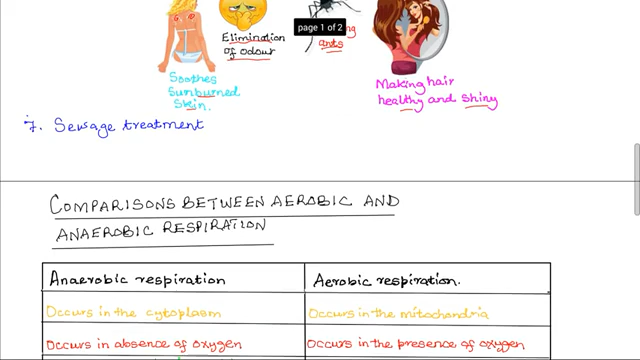 page 1 of 2
Elimination
of odour
ng
ants
Soothes
Sunburned
Skin.
Making hair
healthy and shiny
7. Sewage treatment
COMPARISONS BETWEEN AEROBIC AND
ANAEROBIC RESPIRATION
Anaerobic respiration Aerobic respiration.
Occurs in the cytoplasm Occurs in the mitochondria
Occurs in absence of oxygen Occurs in the presence of oxygen